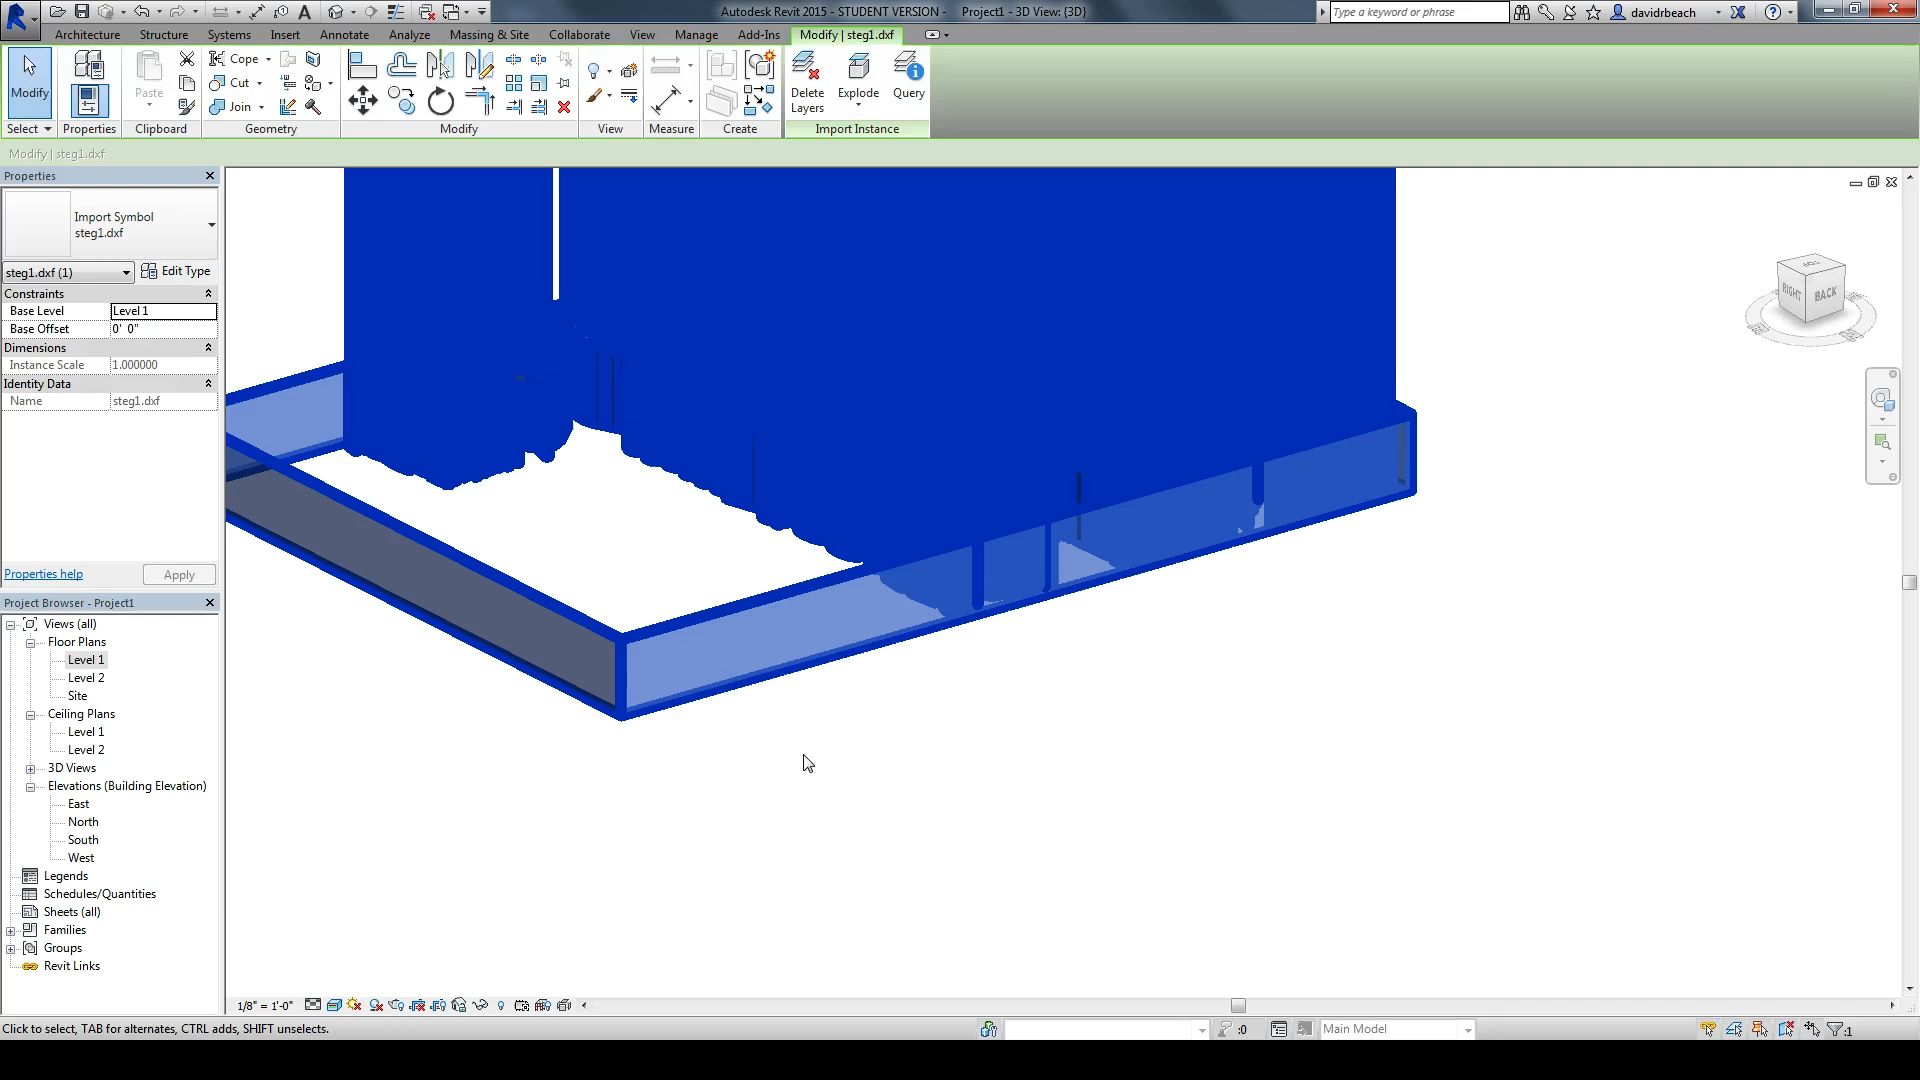 Autodesk Revit 2015 - STUDENT VERSION - Project1 - 3D View: {3D}
Type a keyword or phrase
davidrbeach
Architecture Structure Systems Insert Annotate Analyze Massing & Site Collaborate View Manage Add-Ins Modify | steg1.dxf
Modify
Paste
Cope
Cut
Join
Delete Layers
Explode
Query
Select Properties Clipboard Geometry Modify View Measure Create Import Instance
Modify | steg1.dxf
Properties
Import Symbol
steg1.dxf
steg1.dxf (1) Edit Type
Constraints
Base Level Level 1
Base Offset 0' 0"
Dimensions
Instance Scale 1.000000
Identity Data
Name steg1.dxf
Properties help Apply
Project Browser - Project1
Views (all)
Floor Plans
Level 1
Level 2
Site
Ceiling Plans
Level 1
Level 2
3D Views
Elevations (Building Elevation)
East
North
South
West
Legends
Schedules/Quantities
Sheets (all)
Families
Groups
Revit Links
TOP
RIGHT
BACK
1/8" = 1'-0"
Click to select, TAB for alternates, CTRL adds, SHIFT unselects.
:0
Main Model
:1